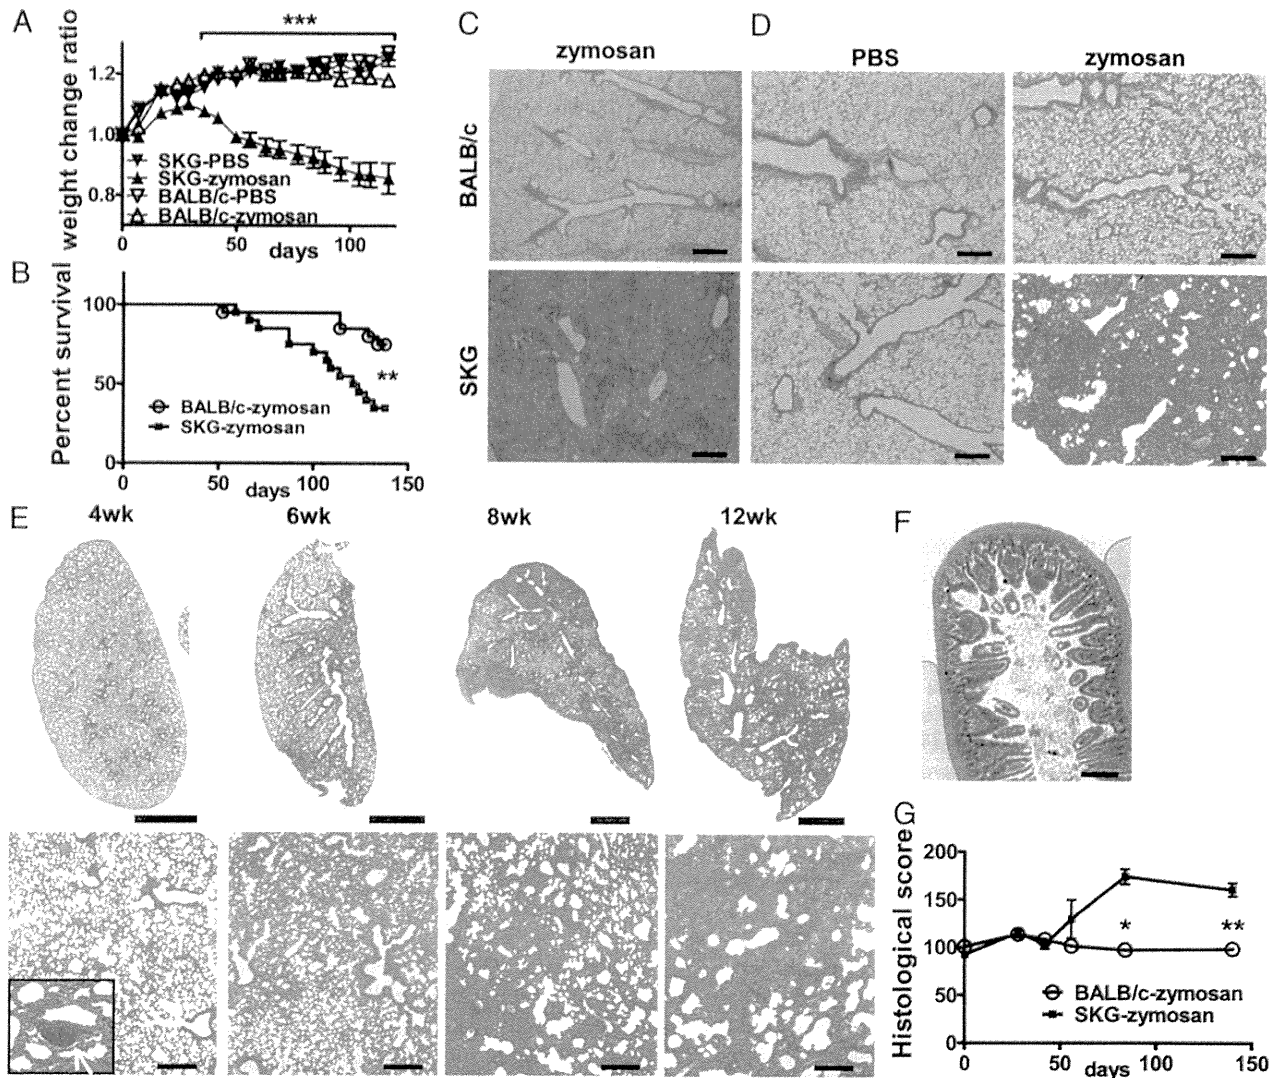 A
***
weight change ratio
1.2
1.0
0.8
SKG-PBS
SKG-zymosan
BALB/c-PBS
BALB/c-zymosan
0 50 100
days
B
Percent survival
100
50
0
**
BALB/c-zymosan
SKG-zymosan
0 50 100 150
days
C
zymosan
D
PBS zymosan
BALB/c
SKG
E
4wk 6wk 8wk 12wk
F
G
Histological score
200
150
100
50
0
* **
BALB/c-zymosan
SKG-zymosan
0 50 100 150
days